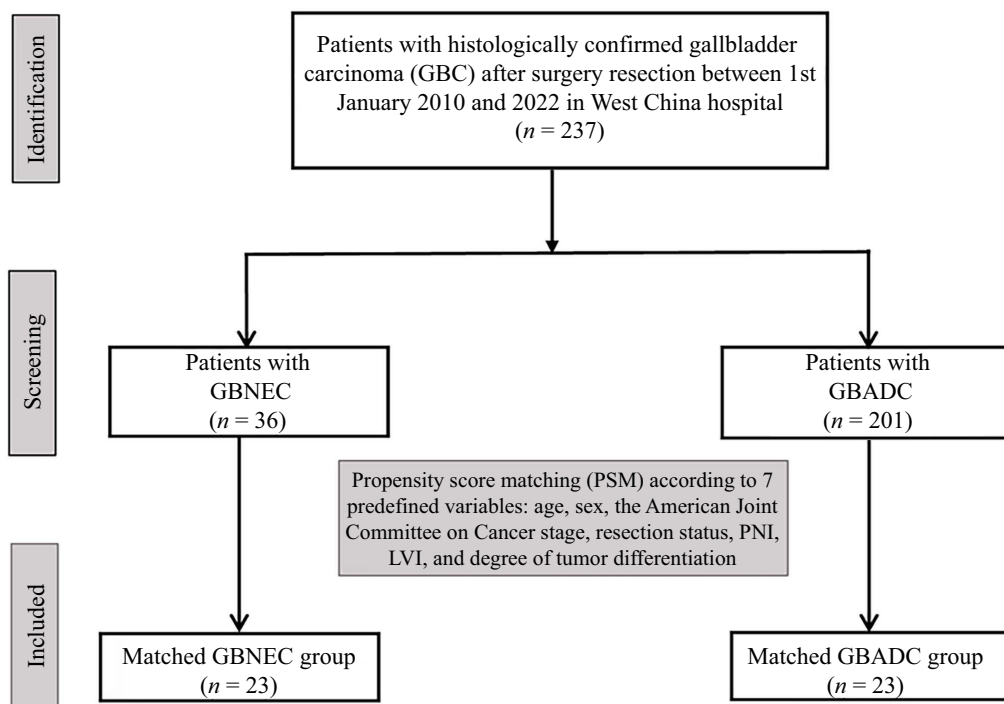 Identification
Patients with histologically confirmed gallbladder
carcinoma (GBC) after surgery resection between 1st
January 2010 and 2022 in West China hospital
(n = 237)
Screening
Patients with
GBNEC
(n = 36)
Patients with
GBADC
(n = 201)
Propensity score matching (PSM) according to 7
predefined variables: age, sex, the American Joint
Committee on Cancer stage, resection status, PNI,
LVI, and degree of tumor differentiation
Included
Matched GBNEC group
(n = 23)
Matched GBADC group
(n = 23)